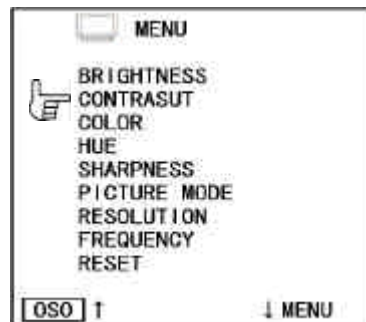 MENU
BRIGHTNESS
CONTRASUT
COLOR
HUE
SHARPNESS
PICTURE MODE
RESOLUTION
FREQUENCY
RESET
OSO ↑ ↓ MENU